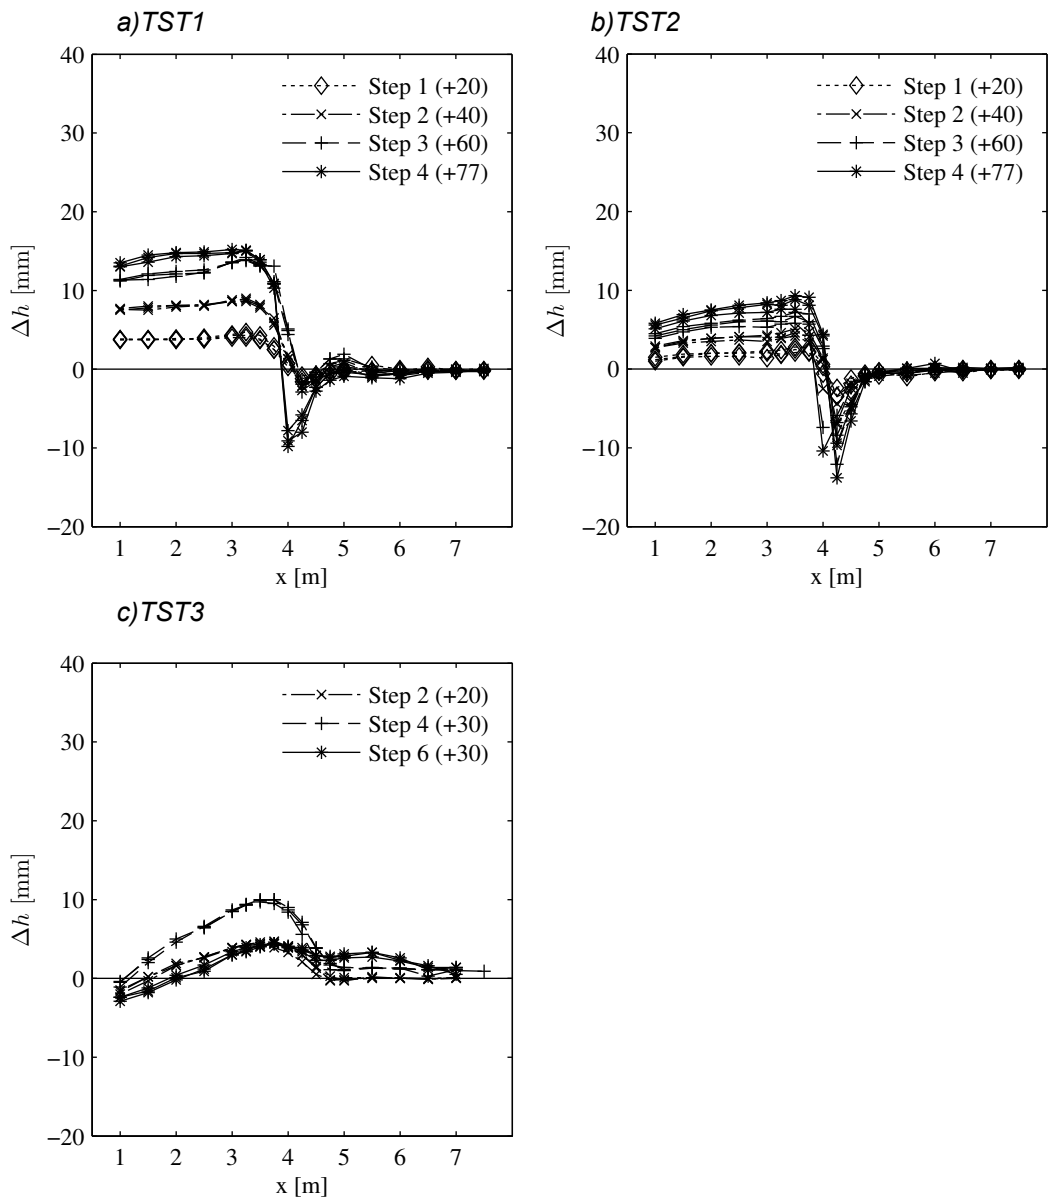 a)TST1
40
30
20
10
0
−10
−20
Δh [mm]
Step 1 (+20)
Step 2 (+40)
Step 3 (+60)
Step 4 (+77)
1 2 3 4 5 6 7
x [m]
b)TST2
40
30
20
10
0
−10
−20
Δh [mm]
Step 1 (+20)
Step 2 (+40)
Step 3 (+60)
Step 4 (+77)
1 2 3 4 5 6 7
x [m]
c)TST3
40
30
20
10
0
−10
−20
Δh [mm]
Step 2 (+20)
Step 4 (+30)
Step 6 (+30)
1 2 3 4 5 6 7
x [m]